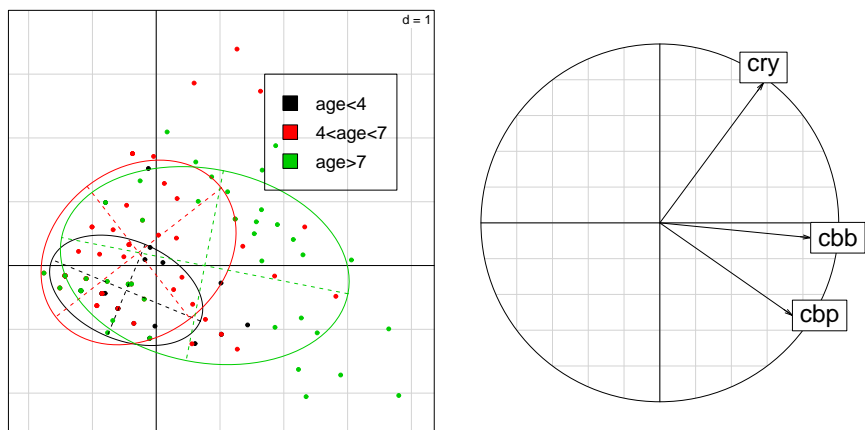 d = 1
age<4
4<age<7
age>7
cry
cbb
cbp